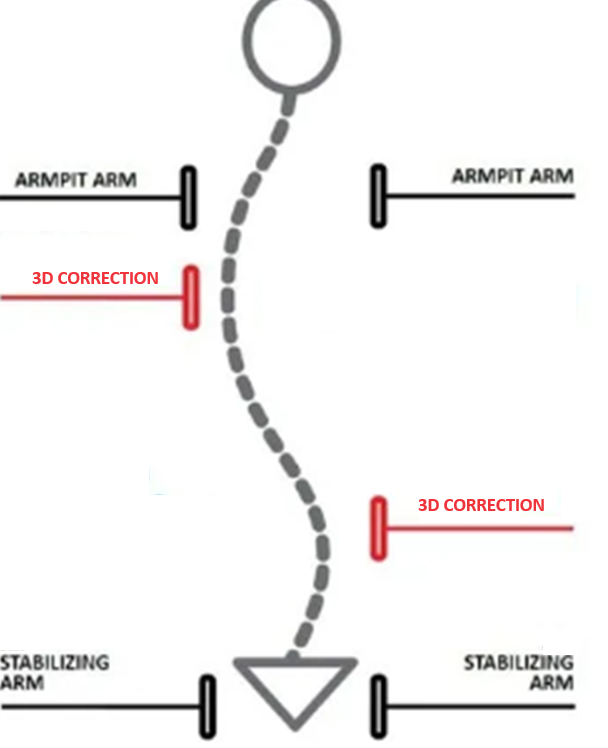 ARMPIT ARM
ARMPIT ARM
3D CORRECTION
3D CORRECTION
STABILIZING
ARM
STABILIZING
ARM